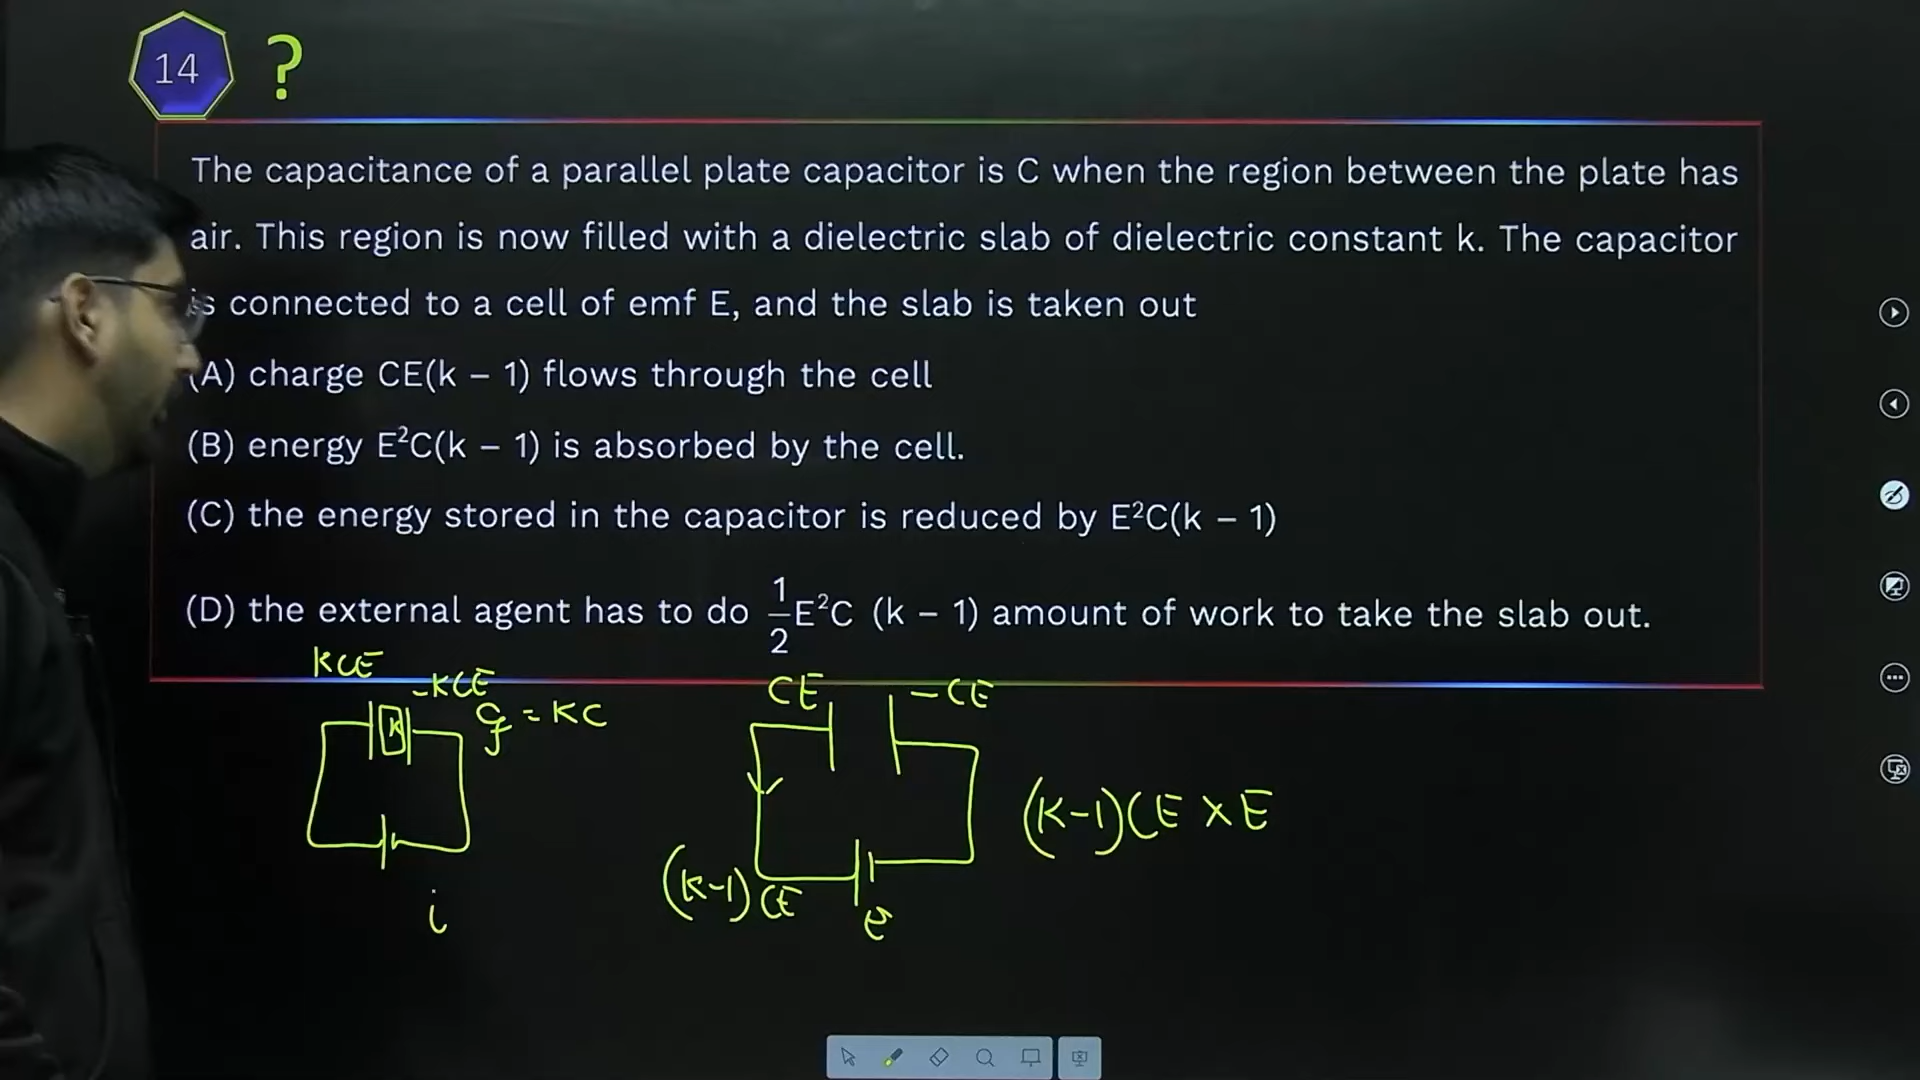 14 ?
The capacitance of a parallel plate capacitor is C when the region between the plate has
air. This region is now filled with a dielectric slab of dielectric constant k. The capacitor
is connected to a cell of emf E, and the slab is taken out
(A) charge CE(k – 1) flows through the cell
(B) energy E²C(k – 1) is absorbed by the cell.
(C) the energy stored in the capacitor is reduced by E²C(k – 1)
(D) the external agent has to do 1/2 E²C (k – 1) amount of work to take the slab out.
KCE
-KCE
CE
-CE
K
= KC
(K-1)CE × E
(K-1) CE
i